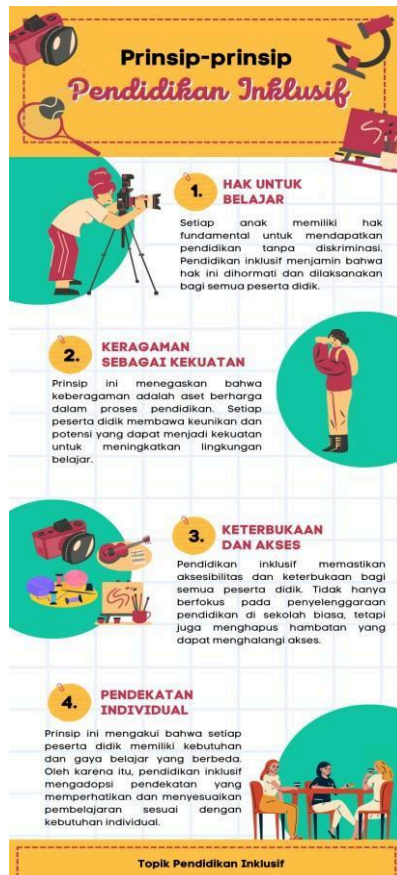 Prinsip-prinsip
Pendidikan Inklusif
1.
HAK UNTUK
BELAJAR
Setiap anak memiliki hak
fundamental untuk mendapatkan
pendidikan tanpa diskriminasi.
Pendidikan inklusif menjamin bahwa
hak ini dihormati dan dilaksanakan
bagi semua peserta didik.
2.
KERAGAMAN
SEBAGAI KEKUATAN
Prinsip ini menegaskan bahwa
keberagaman adalah aset berharga
dalam proses pendidikan. Setiap
peserta didik membawa keunikan dan
potensi yang dapat menjadi kekuatan
untuk meningkatkan lingkungan
belajar.
3.
KETERBUKAAN
DAN AKSES
Pendidikan inklusif memastikan
aksesibilitas dan keterbukaan bagi
semua peserta didik. Tidak hanya
berfokus pada penyelenggaraan
pendidikan di sekolah biasa, tetapi
juga menghapus hambatan yang
dapat menghalangi akses.
4.
PENDEKATAN
INDIVIDUAL
Prinsip ini mengakui bahwa setiap
peserta didik memiliki kebutuhan
dan gaya belajar yang berbeda.
Oleh karena itu, pendidikan inklusif
mengadopsi pendekatan yang
memperhatikan dan menyesuaikan
pembelajaran sesuai dengan
kebutuhan individual.
Topik Pendidikan Inklusif